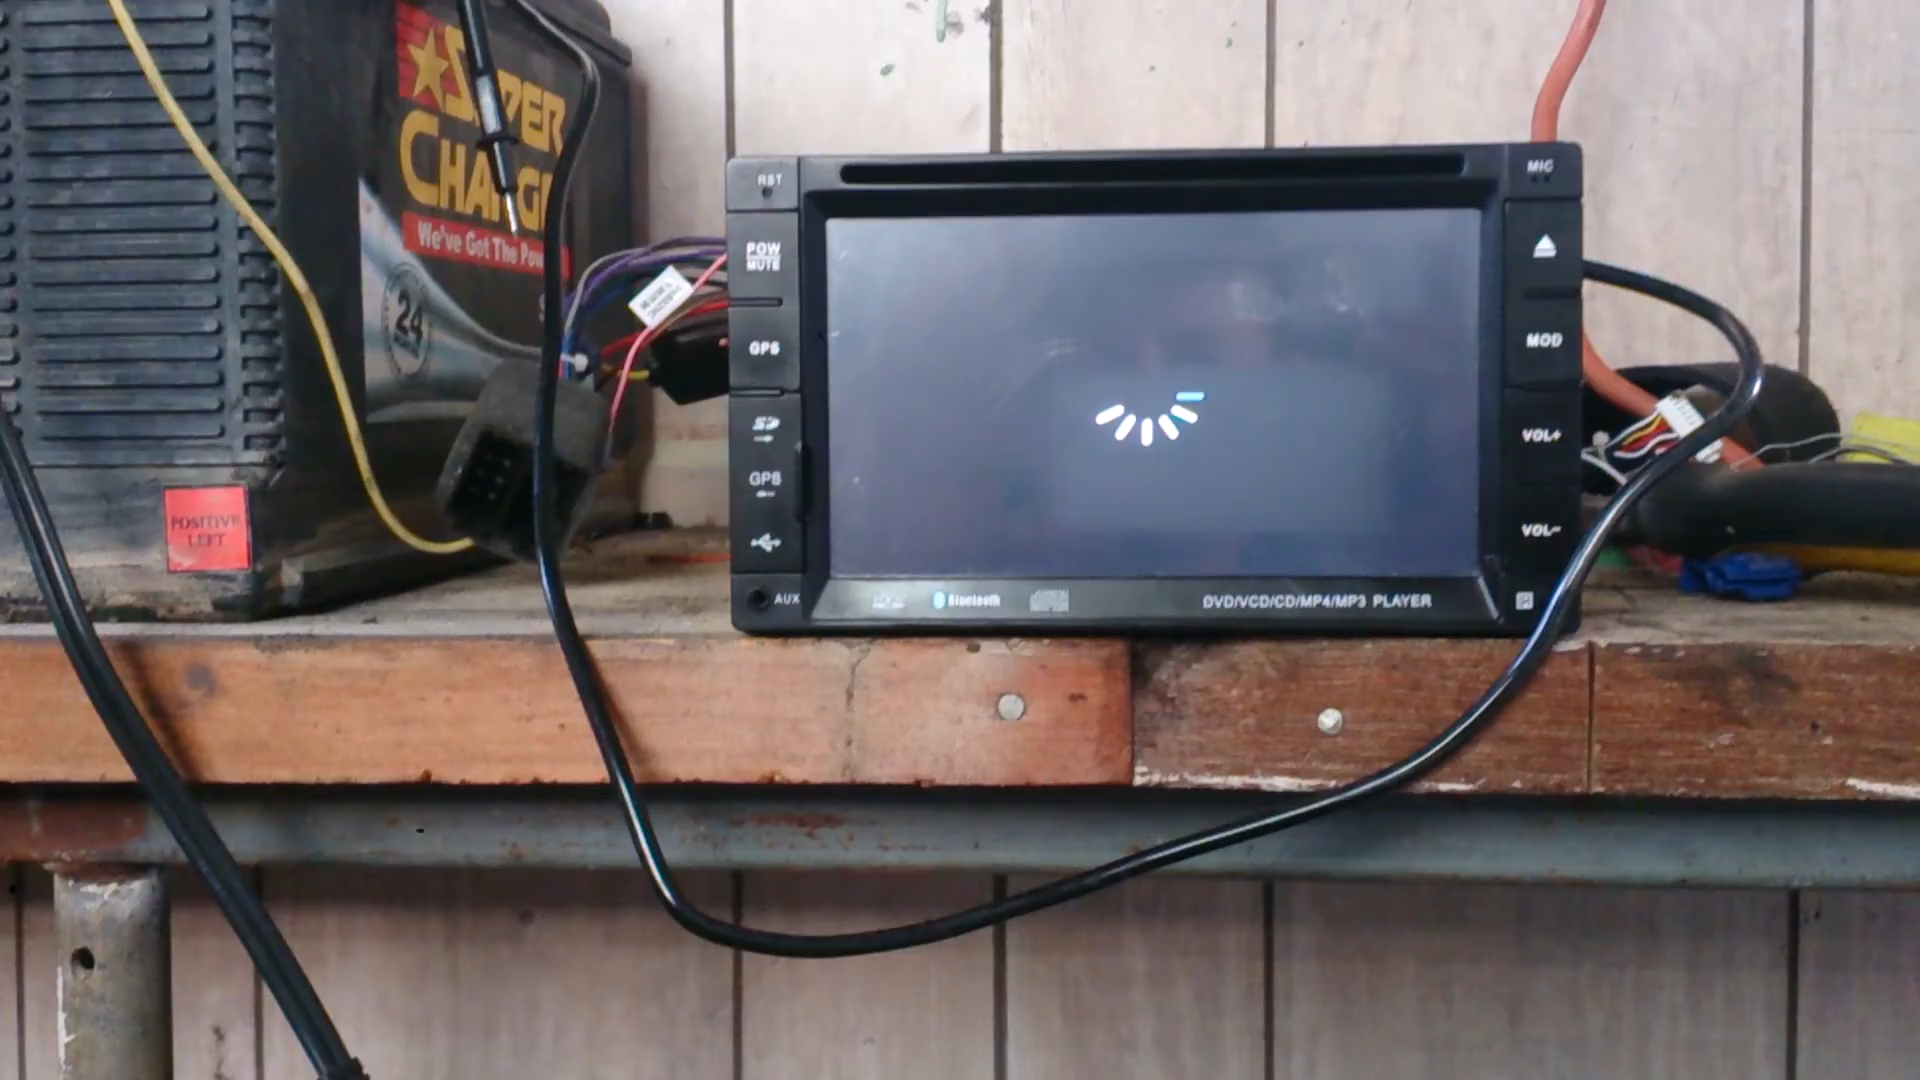 SUPER
CHARGE
We've Got The Power
24
POSITIVE
LEFT
RST
POW
MUTE
GPS
SD
GPS
AUX
Bluetooth
DVD/VCD/CD/MP4/MP3 PLAYER
MIC
MOD
VOL+
VOL-